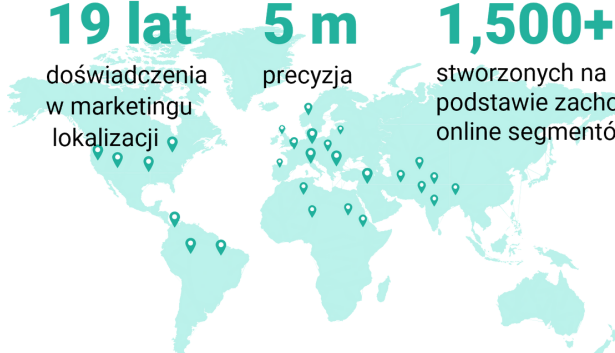 19 lat
doświadczenia
w marketingu
lokalizacji
5 m
precyzja
1,500+
stworzonych na
podstawie
online